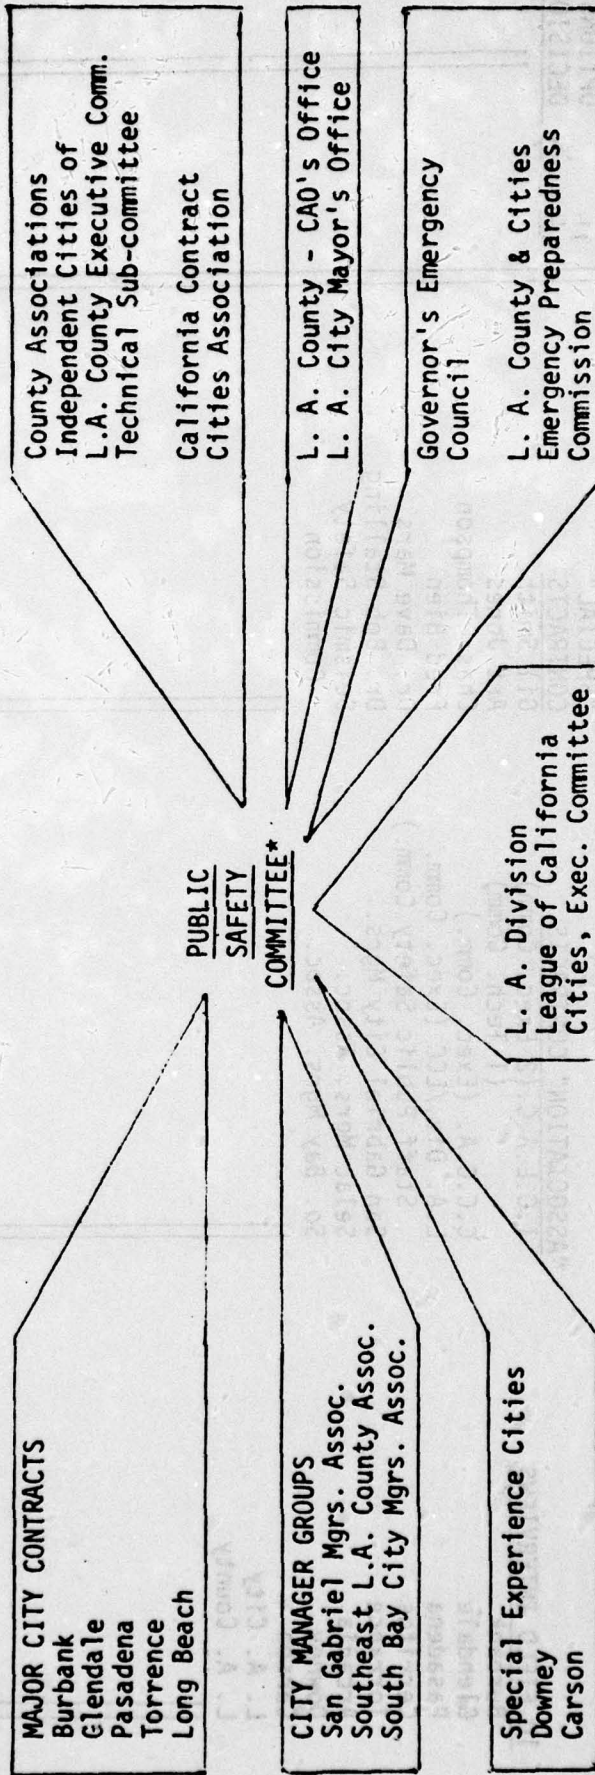 MAJOR CITY CONTRACTS
Burbank
Glendale
Pasadena
Torrence
Long Beach
CITY MANAGER GROUPS
San Gabriel Mgrs. Assoc.
Southeast L.A. County Assoc.
South Bay City Mgrs. Assoc.
Special Experience Cities
Downey
Carson
PUBLIC
SAFETY
COMMITTEE*
L. A. Division
League of California
Cities, Exec. Committee
County Associations
Independent Cities of
L.A. County Executive Comm.
Technical Sub-committee
California Contract
Cities Association
L. A. County - CAO's Office
L. A. City Mayor's Office
Governor's Emergency
Council
L. A. County & Cities
Emergency Preparedness
Commission